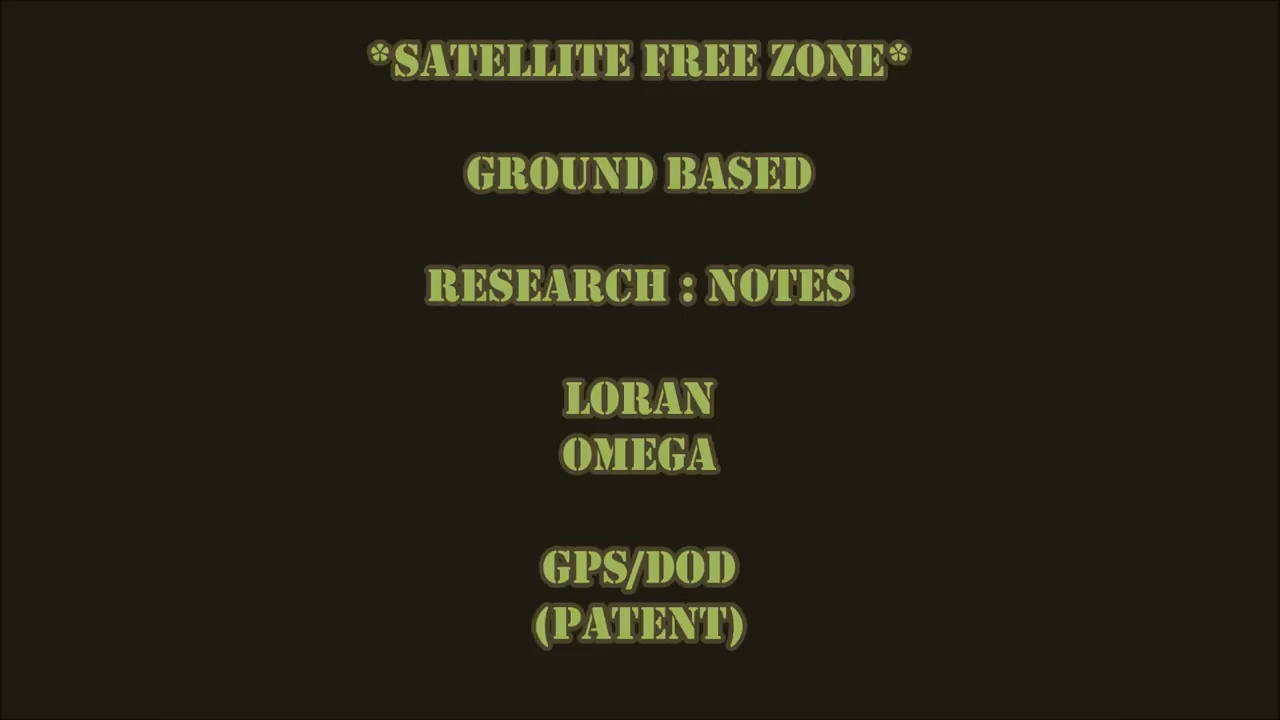 *SATELLITE FREE ZONE*
GROUND BASED
RESEARCH : NOTES
LORAN
OMEGA
GPS/DOD
(PATENT)